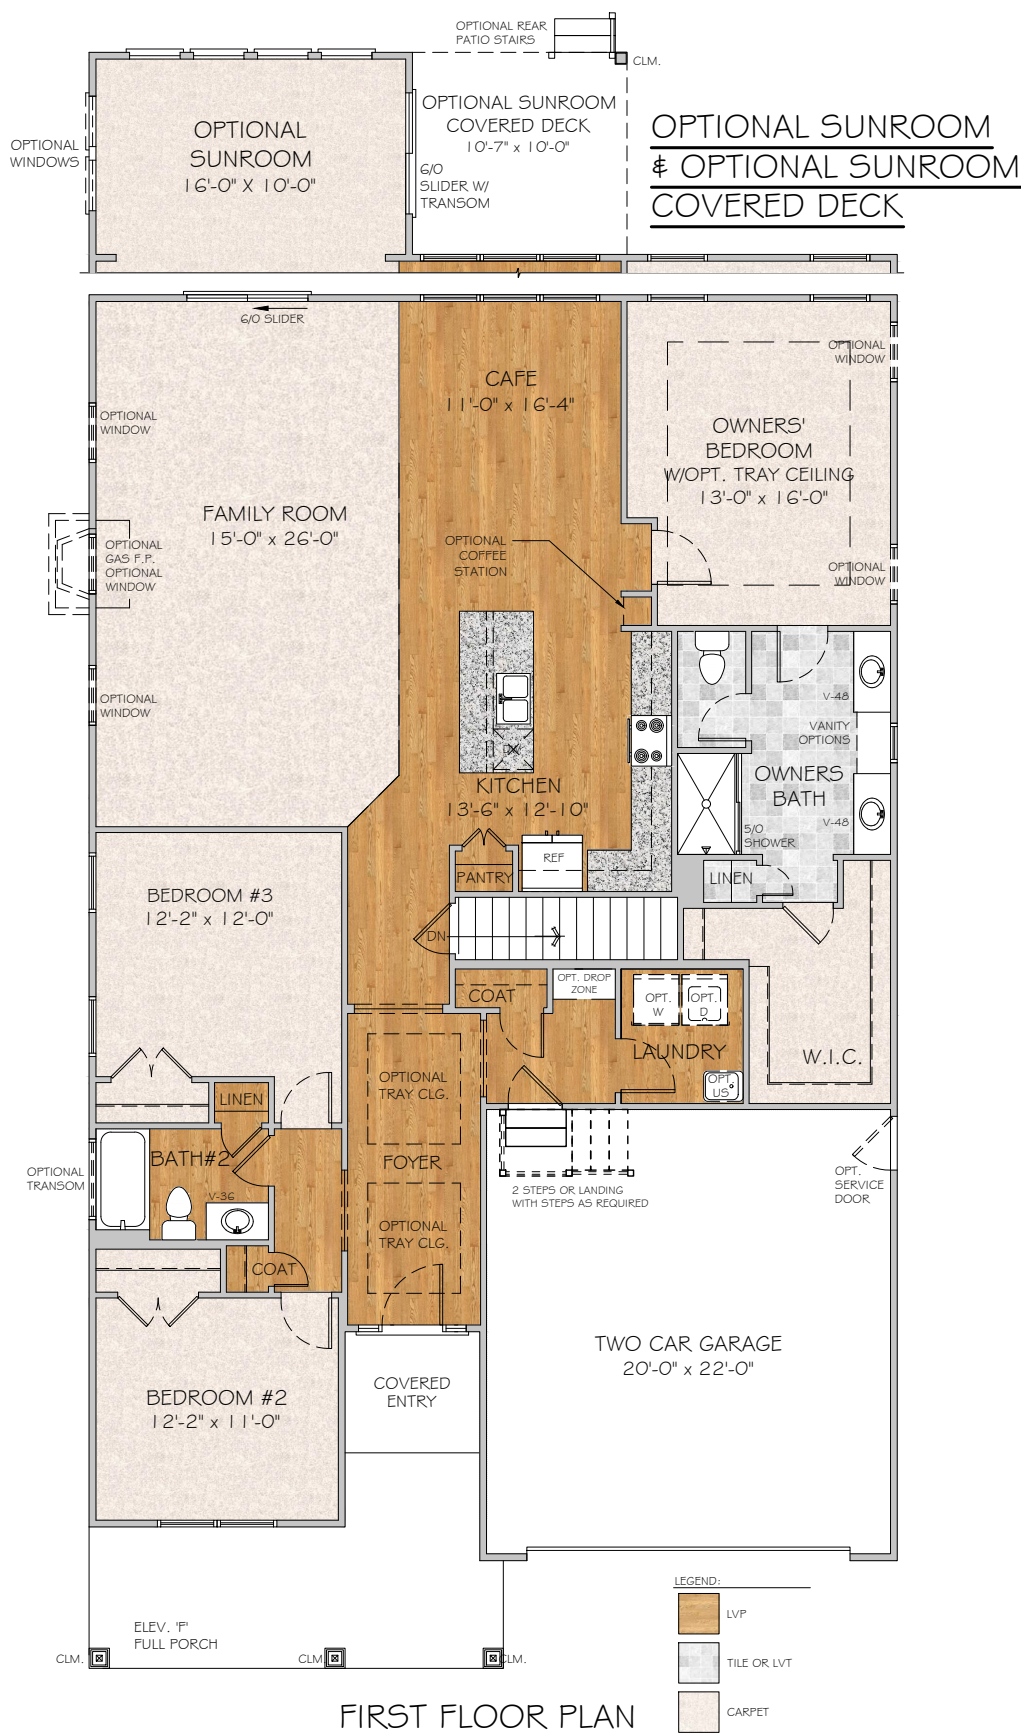 OPTIONAL REAR
PATIO STAIRS
CLM.
OPTIONAL SUNROOM
& OPTIONAL SUNROOM
COVERED DECK
OPTIONAL
WINDOWS
OPTIONAL
SUNROOM
16'-0" X 10'-0"
OPTIONAL SUNROOM
COVERED DECK
10'-7" x 10'-0"
6/0
SLIDER W/
TRANSOM
6/0 SLIDER
OPTIONAL
WINDOW
CAFE
11'-0" x 16'-4"
OPTIONAL
WINDOW
OWNERS'
BEDROOM
W/OPT. TRAY CEILING
13'-0" x 16'-0"
FAMILY ROOM
15'-0" x 26'-0"
OPTIONAL
GAS F.P.
OPTIONAL
WINDOW
OPTIONAL
COFFEE
STATION
OPTIONAL
WINDOW
OPTIONAL
WINDOW
DW
V-48
VANITY
OPTIONS
OWNERS
BATH
V-48
5/0
SHOWER
KITCHEN
13'-6" x 12'-10"
REF
PANTRY
LINEN
BEDROOM #3
12'-2" x 12'-0"
DN
COAT
OPT. DROP
ZONE
OPT.
W
OPT.
D
LAUNDRY
OPT.
US
W.I.C.
OPTIONAL
TRAY CLG.
FOYER
OPTIONAL
TRAY CLG.
LINEN
BATH#2
V-36
OPTIONAL
TRANSOM
COAT
2 STEPS OR LANDING
WITH STEPS AS REQUIRED
OPT.
SERVICE
DOOR
TWO CAR GARAGE
20'-0" x 22'-0"
COVERED
ENTRY
BEDROOM #2
12'-2" x 11'-0"
ELEV. 'F'
FULL PORCH
CLM.
CLM.
CLM.
LEGEND:
LVP
TILE OR LVT
CARPET
FIRST FLOOR PLAN